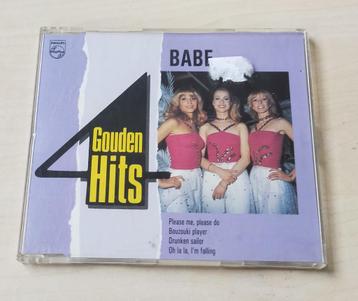 PHILIPS
BABE
4
Gouden
Hits
Please me, please do
Bouzouki player
Drunken sailor
Oh la la, I'm falling